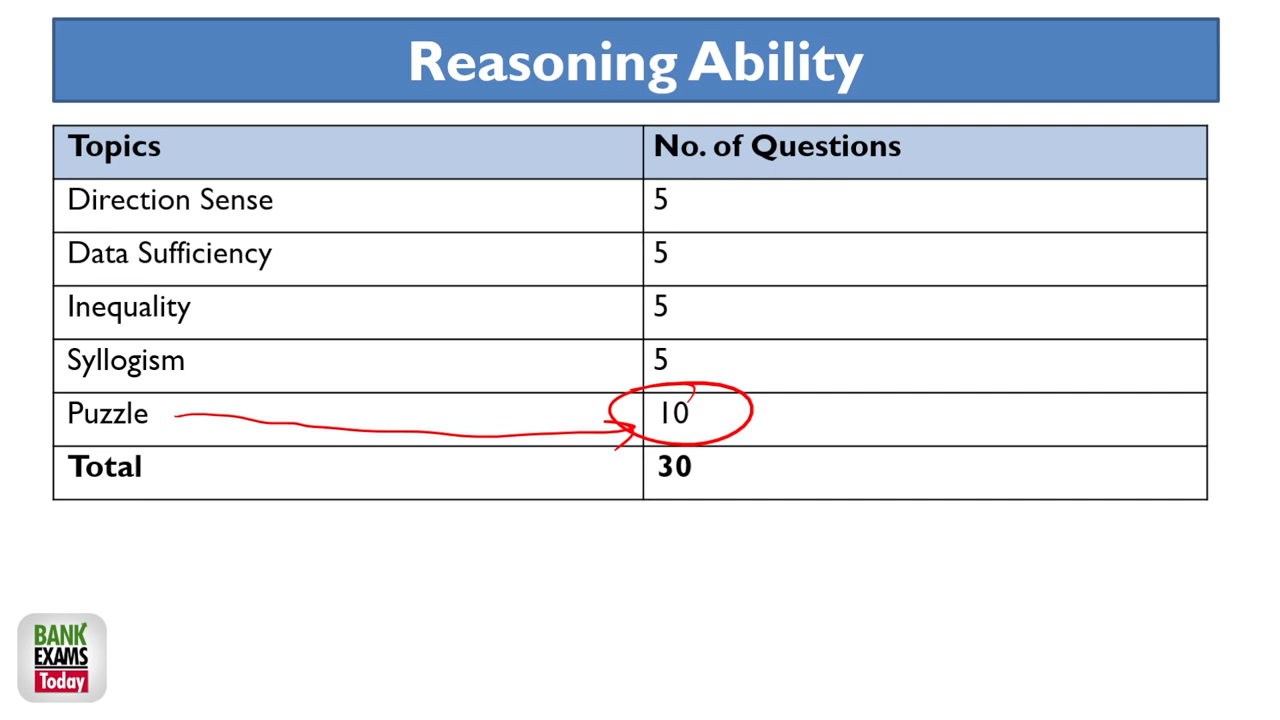 Reasoning Ability
Topics No. of Questions
Direction Sense 5
Data Sufficiency 5
Inequality 5
Syllogism 5
Puzzle 10
Total 30
BANK
EXAMS
Today